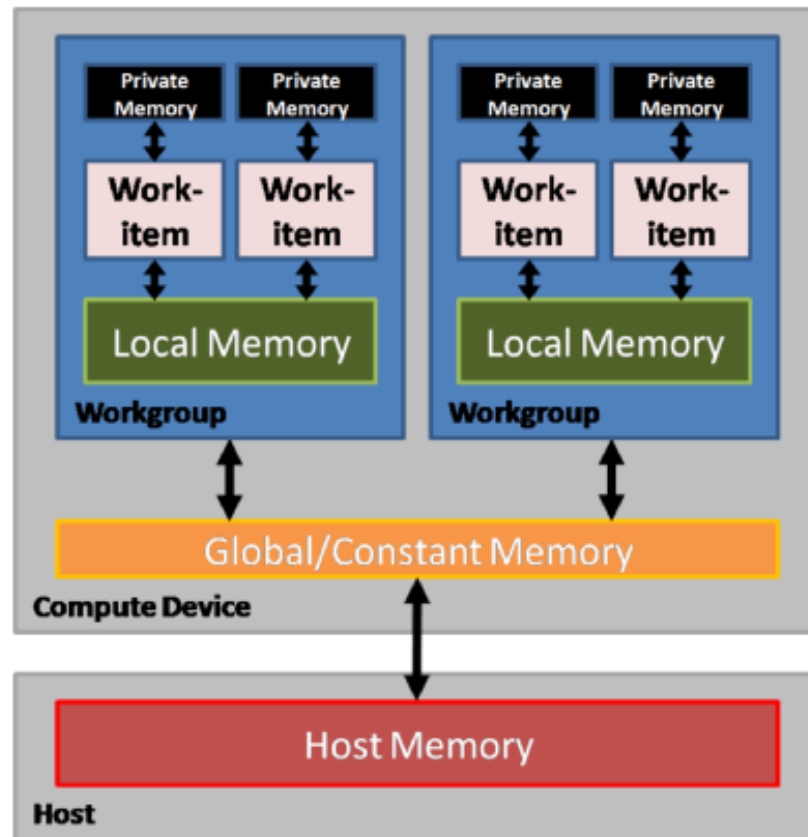 Private Memory
Private Memory
Private Memory
Private Memory
Work-
item
Work-
item
Work-
item
Work-
item
Local Memory
Local Memory
Workgroup
Workgroup
Global/Constant Memory
Compute Device
Host Memory
Host